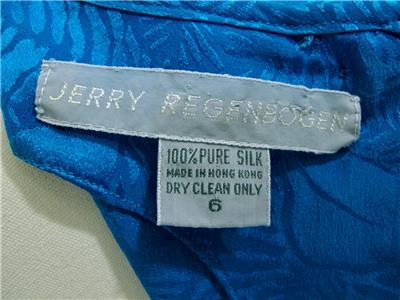 JERRY REGENBOGEN
100% PURE SILK
MADE IN HONG KONG
DRY CLEAN ONLY
6